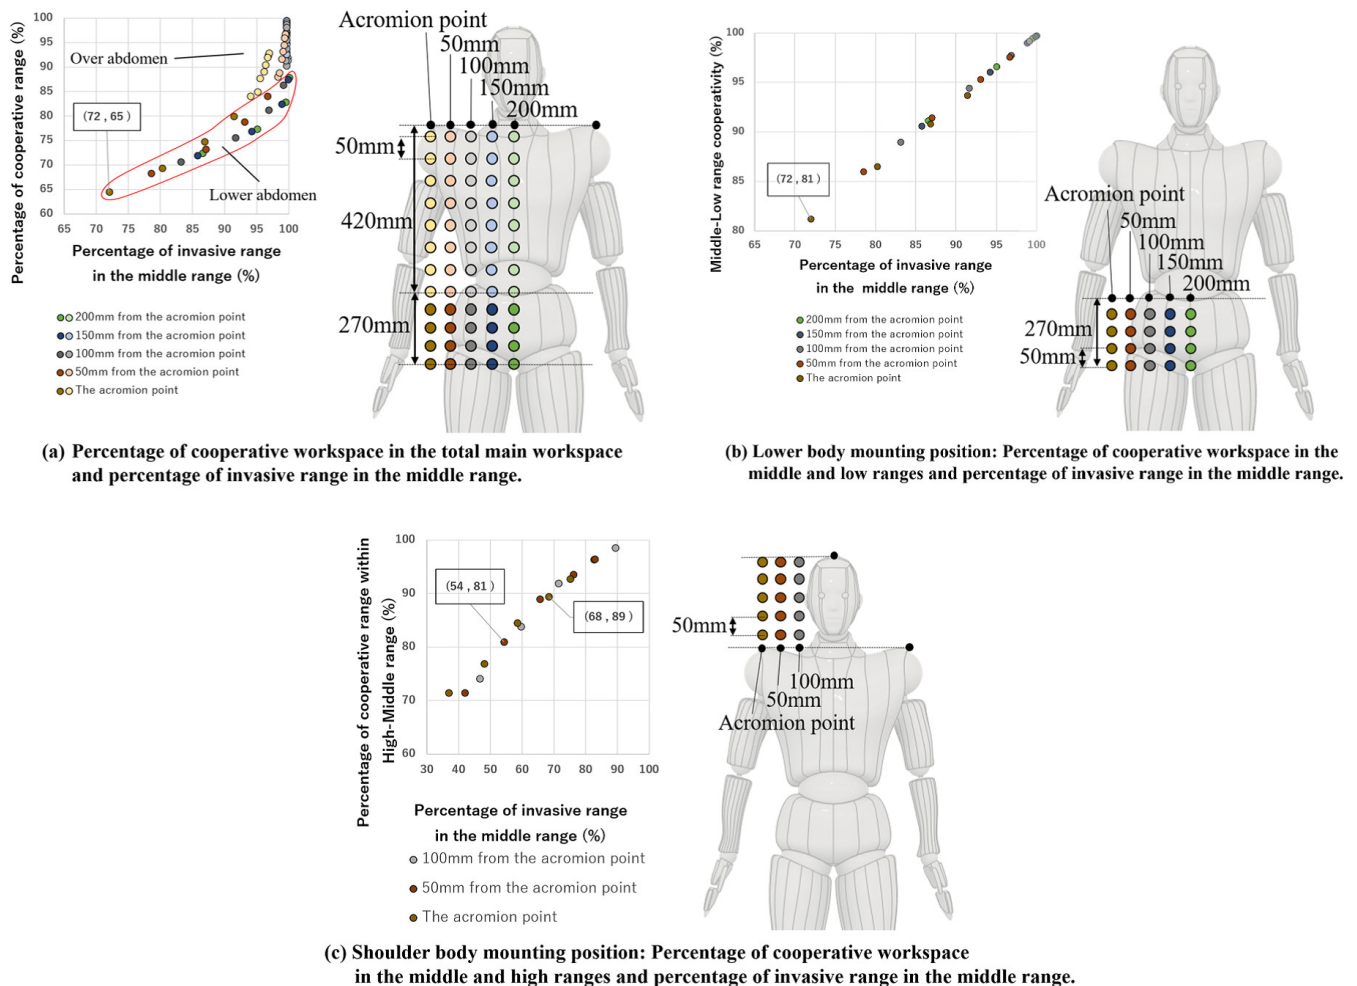 Percentage of cooperative range (%)
100
95
90
85
80
75
70
65
60
Over abdomen
(72 , 65 )
Lower abdomen
65 70 75 80 85 90 95 100
Percentage of invasive range
in the middle range (%)
200mm from the acromion point
150mm from the acromion point
100mm from the acromion point
50mm from the acromion point
The acromion point
Acromion point
50mm
100mm
150mm
200mm
50mm
420mm
270mm
(a) Percentage of cooperative workspace in the total main workspace
and percentage of invasive range in the middle range.
Middle-Low range cooperativity (%)
100
95
90
85
80
(72 , 81 )
65 70 75 80 85 90 95 100
Percentage of invasive range
in the middle range (%)
200mm from the acromion point
150mm from the acromion point
100mm from the acromion point
50mm from the acromion point
The acromion point
Acromion point
50mm
100mm
150mm
200mm
270mm
50mm
(b) Lower body mounting position: Percentage of cooperative workspace in the
middle and low ranges and percentage of invasive range in the middle range.
Percentage of cooperative range within
High-Middle range (%)
100
90
80
70
60
(54 , 81 )
(68 , 89 )
30 40 50 60 70 80 90 100
Percentage of invasive range
in the middle range (%)
100mm from the acromion point
50mm from the acromion point
The acromion point
50mm
100mm
50mm
Acromion point
(c) Shoulder body mounting position: Percentage of cooperative workspace
in the middle and high ranges and percentage of invasive range in the middle range.